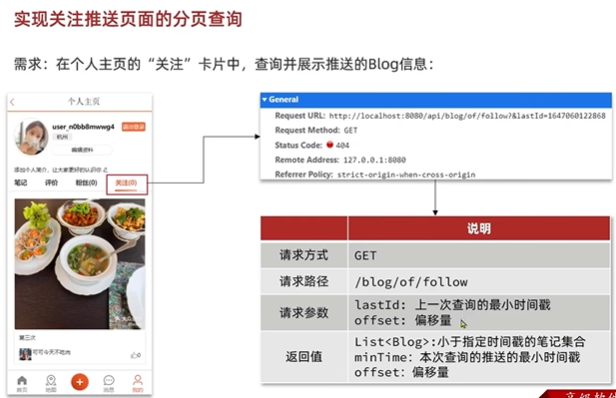 实现关注推送页面的分页查询
需求：在个人主页的“关注”卡片中，查询并展示推送的Blog信息：
个人主页
user_n0bb8mwwg4
杭州
编辑资料
添加个人简介，让大家更好的认识你
笔记 评价 粉丝(0) 关注(0)
第三次
可可今天不吃肉
0
首页 地图 消息 我的
General
Request URL: http://localhost:8080/api/blog/of/follow?&lastId=1647060122868
Request Method: GET
Status Code: 404
Remote Address: 127.0.0.1:8080
Referrer Policy: strict-origin-when-cross-origin
说明
请求方式 GET
请求路径 /blog/of/follow
请求参数 lastId: 上一次查询的最小时间戳
offset: 偏移量
返回值 List<Blog>:小于指定时间戳的笔记集合
minTime: 本次查询的推送的最小时间戳
offset: 偏移量